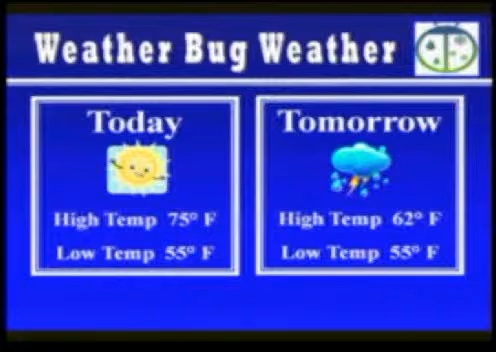 Weather Bug Weather
Today
High Temp 75° F
Low Temp 55° F
Tomorrow
High Temp 62° F
Low Temp 55° F